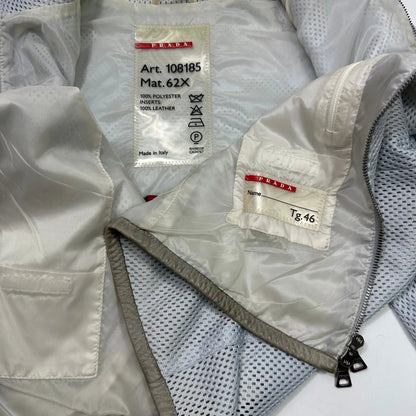 PRADA
Art. 108185
Mat. 62X
100% POLYESTER
INSERTS:
100% LEATHER
Made in Italy
PRADA
Name
Tg.46